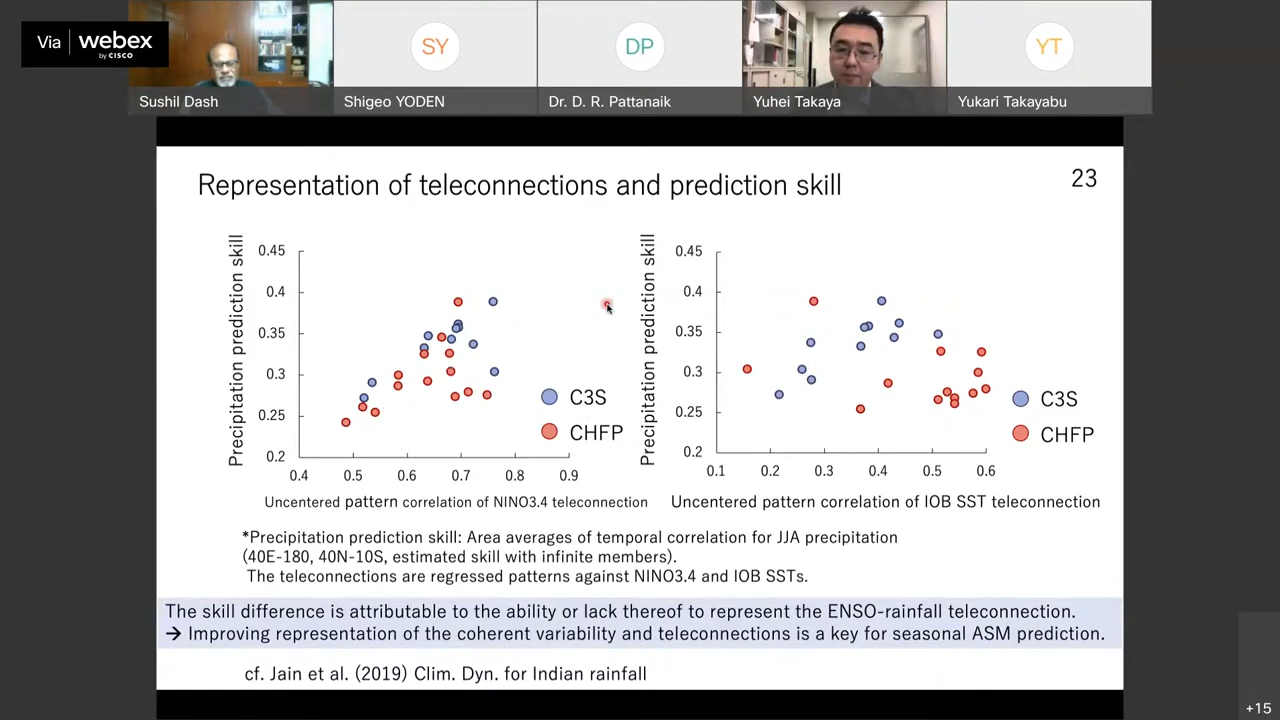 Via webex
by CISCO
SY
DP
YT
Sushil Dash
Shigeo YODEN
Dr. D. R. Pattanaik
Yuhei Takaya
Yukari Takayabu
Representation of teleconnections and prediction skill
23
Precipitation prediction skill
0.45
0.4
0.35
0.3
0.25
0.2
0.4 0.5 0.6 0.7 0.8 0.9
C3S
CHFP
Uncentered pattern correlation of NINO3.4 teleconnection
Precipitation prediction skill
0.45
0.4
0.35
0.3
0.25
0.2
0.1 0.2 0.3 0.4 0.5 0.6
C3S
CHFP
Uncentered pattern correlation of IOB SST teleconnection
*Precipitation prediction skill: Area averages of temporal correlation for JJA precipitation
(40E-180, 40N-10S, estimated skill with infinite members).
The teleconnections are regressed patterns against NINO3.4 and IOB SSTs.
The skill difference is attributable to the ability or lack thereof to represent the ENSO-rainfall teleconnection.
→ Improving representation of the coherent variability and teleconnections is a key for seasonal ASM prediction.
cf. Jain et al. (2019) Clim. Dyn. for Indian rainfall
+15